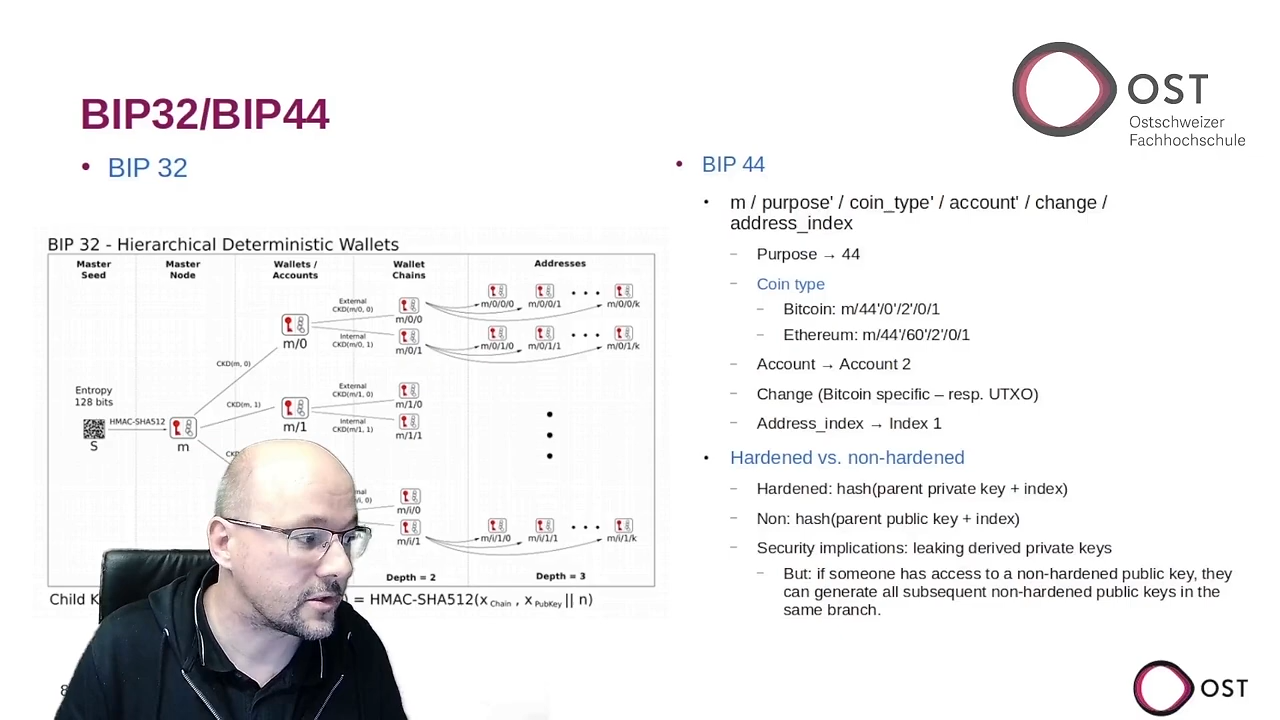 OST
Ostschweizer
Fachhochschule
BIP32/BIP44
• BIP 32
BIP 32 - Hierarchical Deterministic Wallets
Master Seed
Master Node
Wallets / Accounts
Wallet Chains
Addresses
Entropy
128 bits
S
HMAC-SHA512
m
CKD(m, 0)
CKD(m, 1)
m/0
m/1
External
CKD(m/0, 0)
Internal
CKD(m/0, 1)
External
CKD(m/1, 0)
Internal
CKD(m/1, 1)
m/0/0
m/0/1
m/1/0
m/1/1
m/i/0
m/i/1
m/0/0/0 m/0/0/1 • • • m/0/0/k
m/0/1/0 m/0/1/1 • • • m/0/1/k
m/i/1/0 m/i/1/1 • • • m/i/1/k
Depth = 2
Depth = 3
Child
= HMAC-SHA512(x Chain , x PubKey || n)
• BIP 44
• m / purpose' / coin_type' / account' / change /
address_index
– Purpose → 44
– Coin type
– Bitcoin: m/44'/0'/2'/0/1
– Ethereum: m/44'/60'/2'/0/1
– Account → Account 2
– Change (Bitcoin specific – resp. UTXO)
– Address_index → Index 1
• Hardened vs. non-hardened
– Hardened: hash(parent private key + index)
– Non: hash(parent public key + index)
– Security implications: leaking derived private keys
– But: if someone has access to a non-hardened public key, they
can generate all subsequent non-hardened public keys in the
same branch.
OST